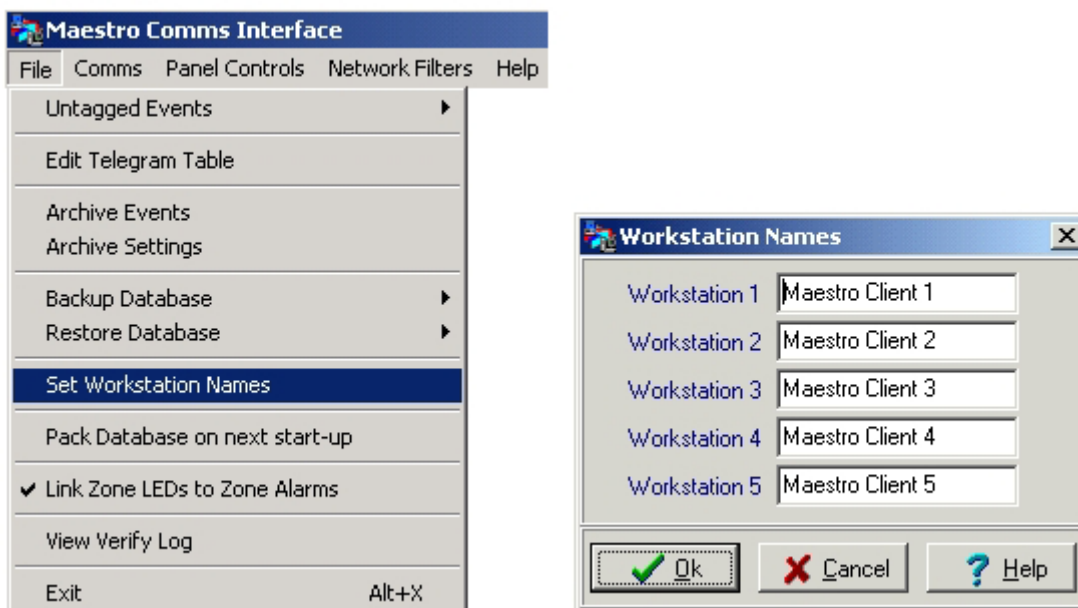 Maestro Comms Interface
File Comms Panel Controls Network Filters Help
Untagged Events
Edit Telegram Table
Archive Events
Archive Settings
Backup Database
Restore Database
Set Workstation Names
Pack Database on next start-up
Link Zone LEDs to Zone Alarms
View Verify Log
Exit Alt+X
Workstation Names
Workstation 1 Maestro Client 1
Workstation 2 Maestro Client 2
Workstation 3 Maestro Client 3
Workstation 4 Maestro Client 4
Workstation 5 Maestro Client 5
Ok Cancel Help